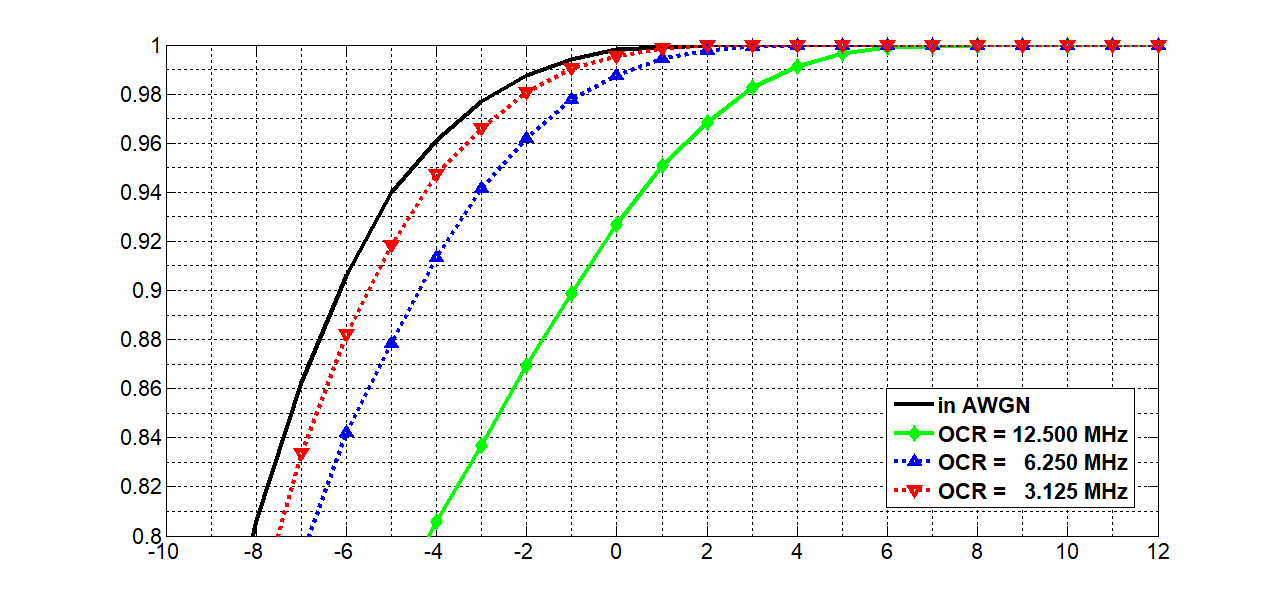 1
0.98
0.96
0.94
0.92
0.9
0.88
0.86
0.84
0.82
0.8
in AWGN
OCR = 12.500 MHz
OCR = 6.250 MHz
OCR = 3.125 MHz
-10 -8 -6 -4 -2 0 2 4 6 8 10 12